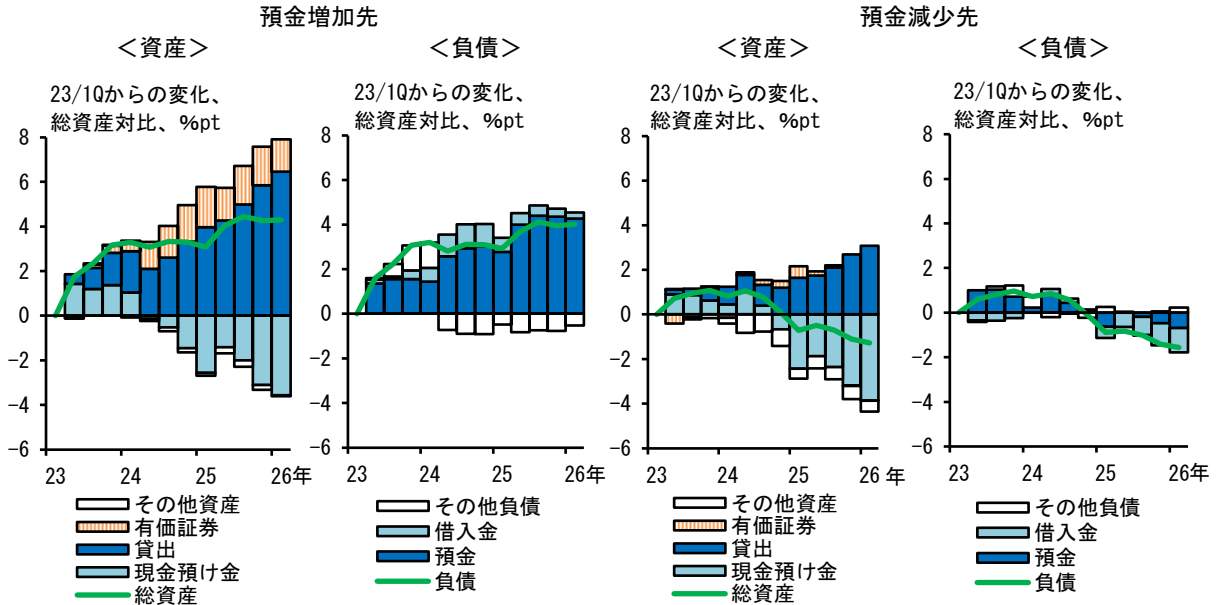 預金増加先
＜資産＞
23/1Qからの変化、
総資産対比、%pt
8
6
4
2
0
-2
-4
-6
23 24 25 26年
その他資産
有価証券
貸出
現金預け金
総資産
＜負債＞
23/1Qからの変化、
総資産対比、%pt
8
6
4
2
0
-2
-4
-6
23 24 25 26年
その他負債
借入金
預金
負債
預金減少先
＜資産＞
23/1Qからの変化、
総資産対比、%pt
8
6
4
2
0
-2
-4
-6
23 24 25 26年
その他資産
有価証券
貸出
現金預け金
総資産
＜負債＞
23/1Qからの変化、
総資産対比、%pt
8
6
4
2
0
-2
-4
-6
23 24 25 26年
その他負債
借入金
預金
負債